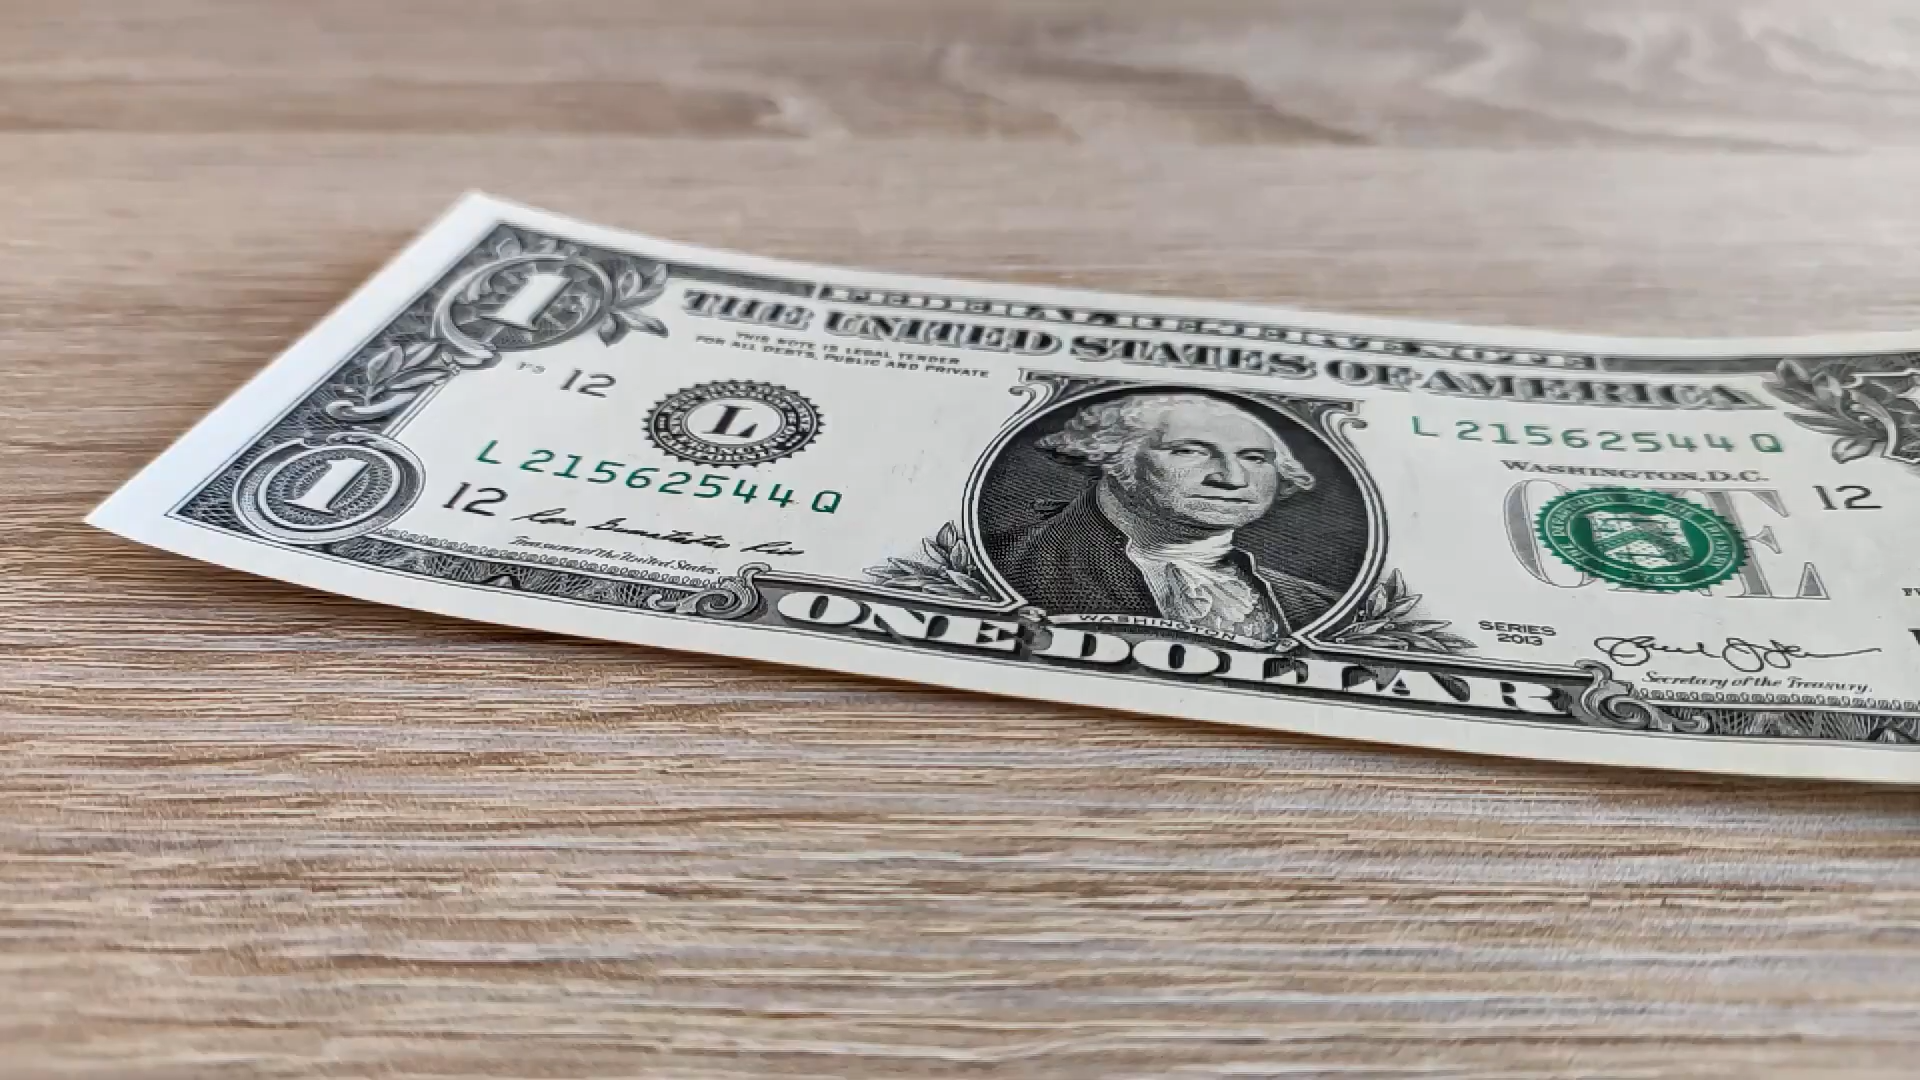 FEDERAL RESERVE NOTE
THE UNITED STATES OF AMERICA
THIS NOTE IS LEGAL TENDER
FOR ALL DEBTS, PUBLIC AND PRIVATE
1
12
L
L 21562544 Q
L 21562544 Q
WASHINGTON, D.C.
12
1
12
Treasurer of the United States.
WASHINGTON
1789
SERIES
2013
Secretary of the Treasury.
ONE DOLLAR